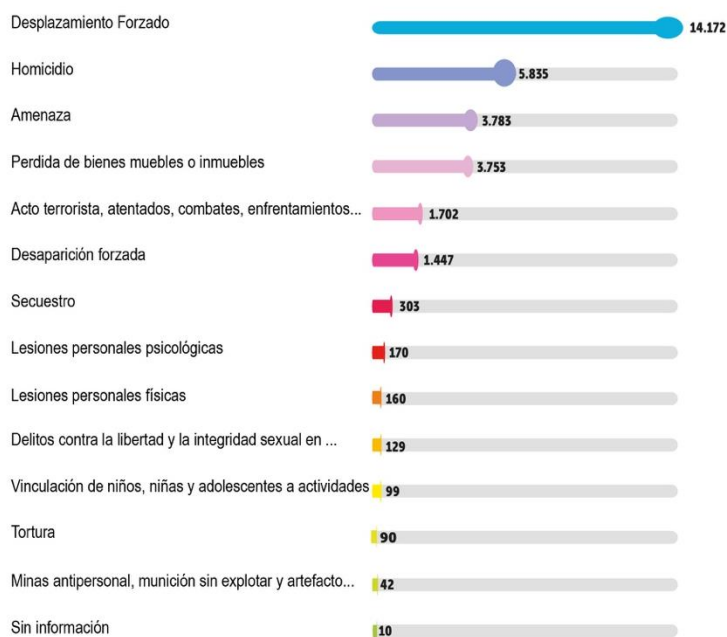 Desplazamiento Forzado 14.172
Homicidio 5.835
Amenaza 3.783
Perdida de bienes muebles o inmuebles 3.753
Acto terrorista, atentados, combates, enfrentamientos... 1.702
Desaparición forzada 1.447
Secuestro 303
Lesiones personales psicológicas 170
Lesiones personales físicas 160
Delitos contra la libertad y la integridad sexual en ... 129
Vinculación de niños, niñas y adolescentes a actividades 99
Tortura 90
Minas antipersonal, munición sin explotar y artefacto... 42
Sin información 10